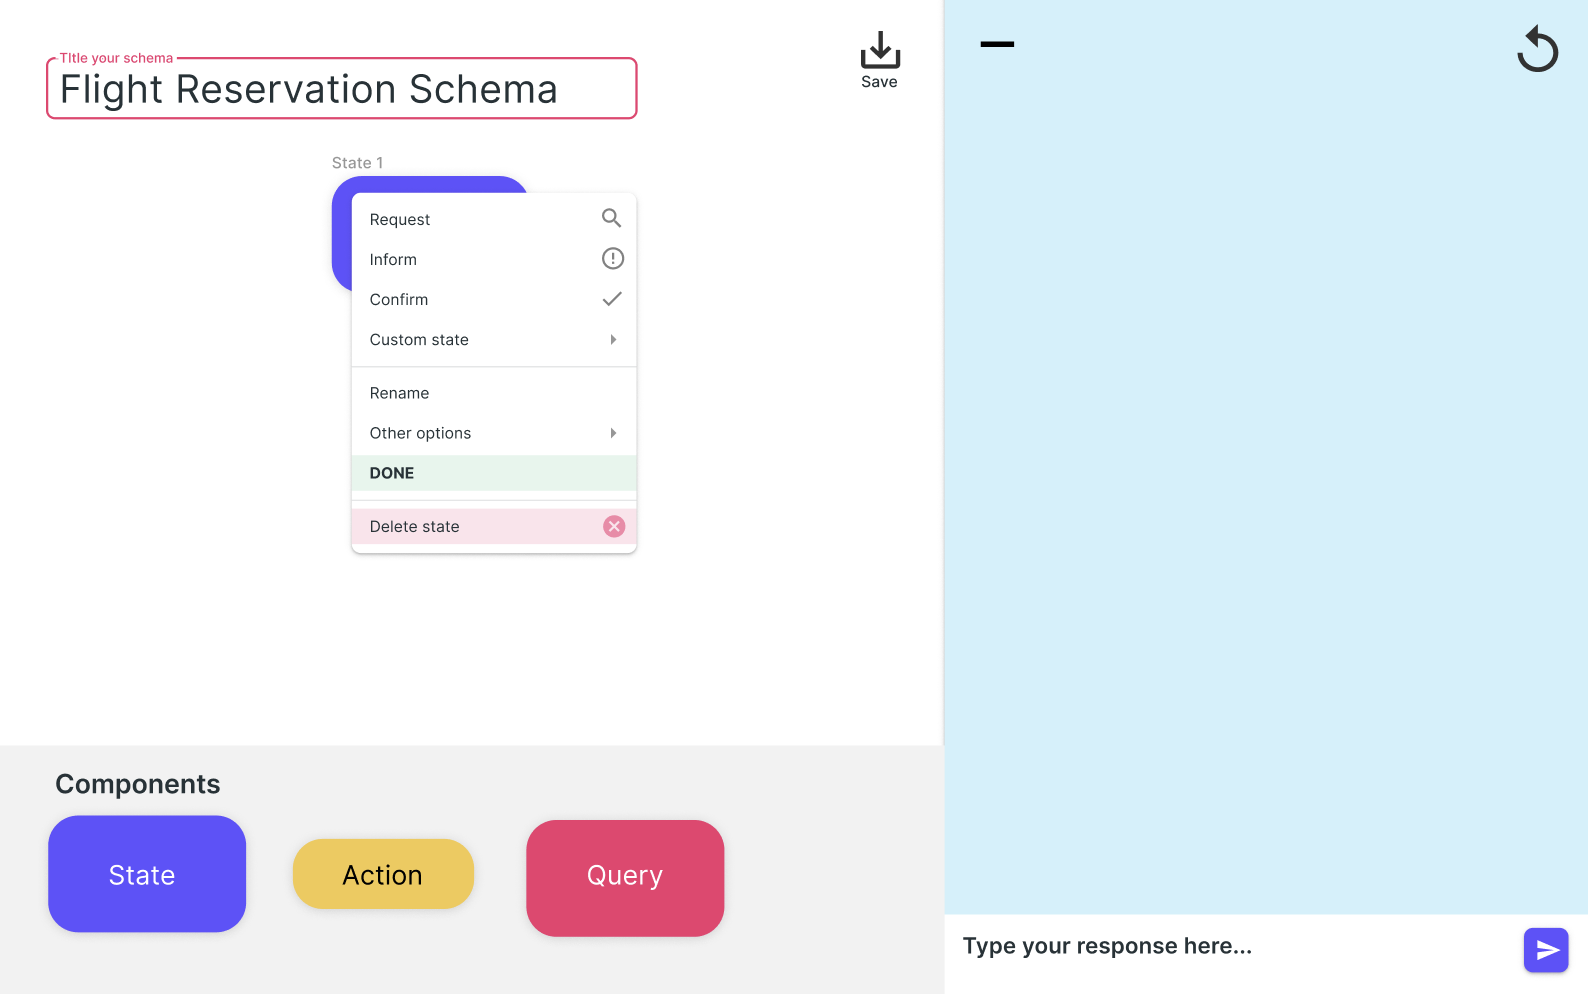 TItle your schema
Flight Reservation Schema
Save
State 1
Request
Inform
Confirm
Custom state
Rename
Other options
DONE
Delete state
Components
State
Action
Query
Type your response here...